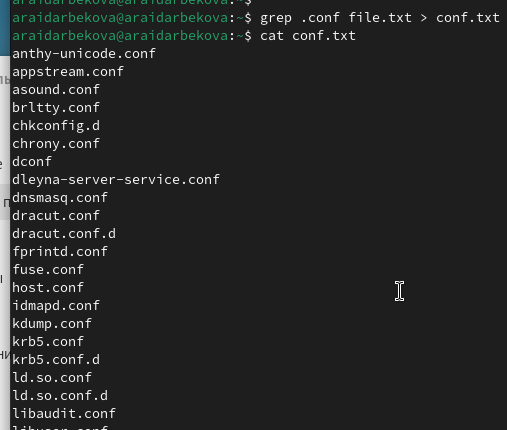 araidarbekova@araidarbekova:~$
araidarbekova@araidarbekova:~$ grep .conf file.txt > conf.txt
araidarbekova@araidarbekova:~$ cat conf.txt
anthy-unicode.conf
appstream.conf
asound.conf
brltty.conf
chkconfig.d
chrony.conf
dconf
dleyna-server-service.conf
dnsmasq.conf
dracut.conf
dracut.conf.d
fprintd.conf
fuse.conf
host.conf
idmapd.conf
kdump.conf
krb5.conf
krb5.conf.d
ld.so.conf
ld.so.conf.d
libaudit.conf